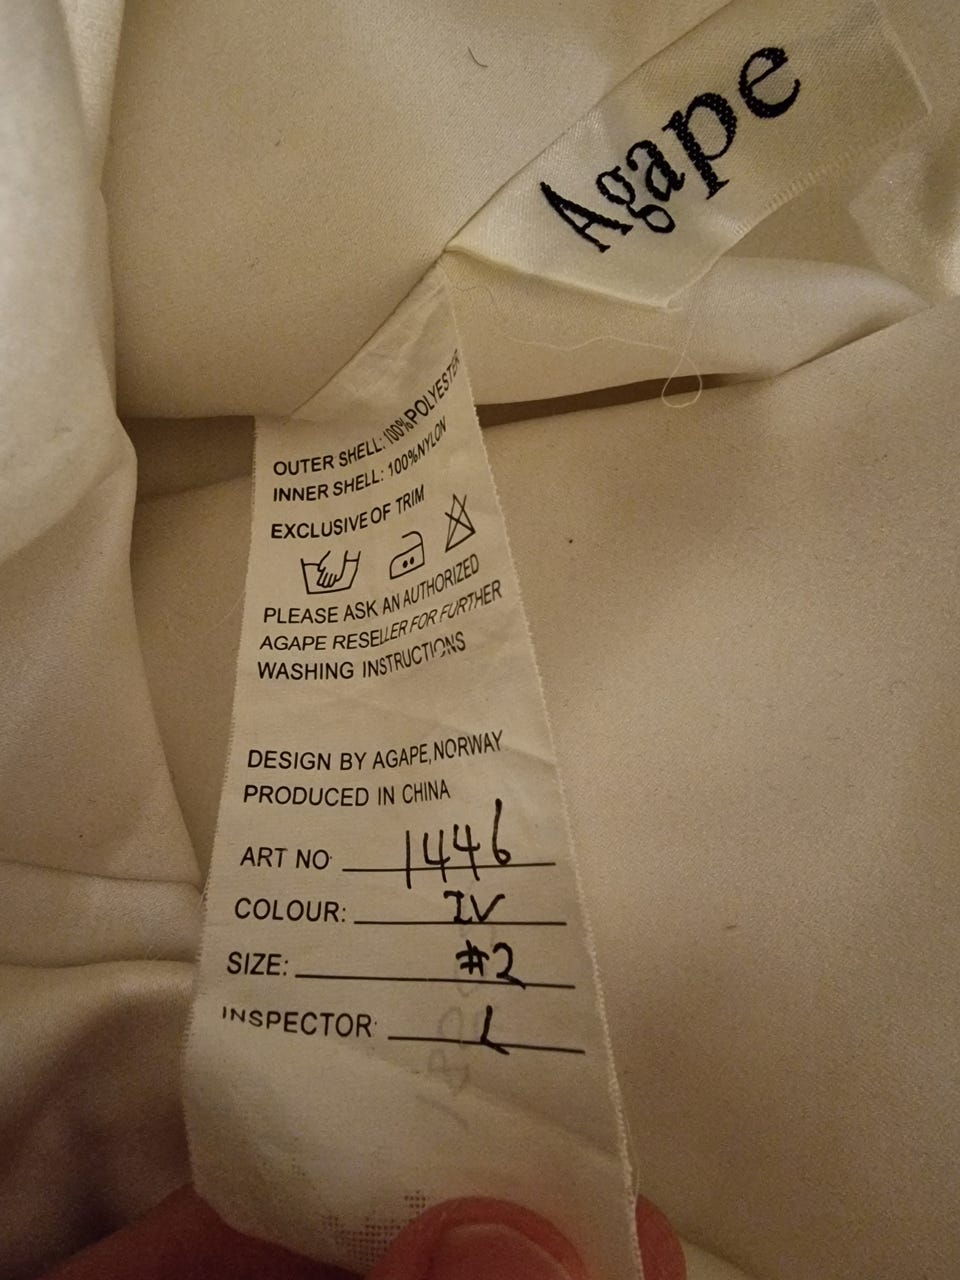 Agape
OUTER SHELL: 100%POLYESTER
INNER SHELL: 100%NYLON
EXCLUSIVE OF TRIM
PLEASE ASK AN AUTHORIZED
AGAPE RESELLER FOR FURTHER
WASHING INSTRUCTIONS
DESIGN BY AGAPE, NORWAY
PRODUCED IN CHINA
ART NO 1446
COLOUR: IV
SIZE: #2
INSPECTOR: L